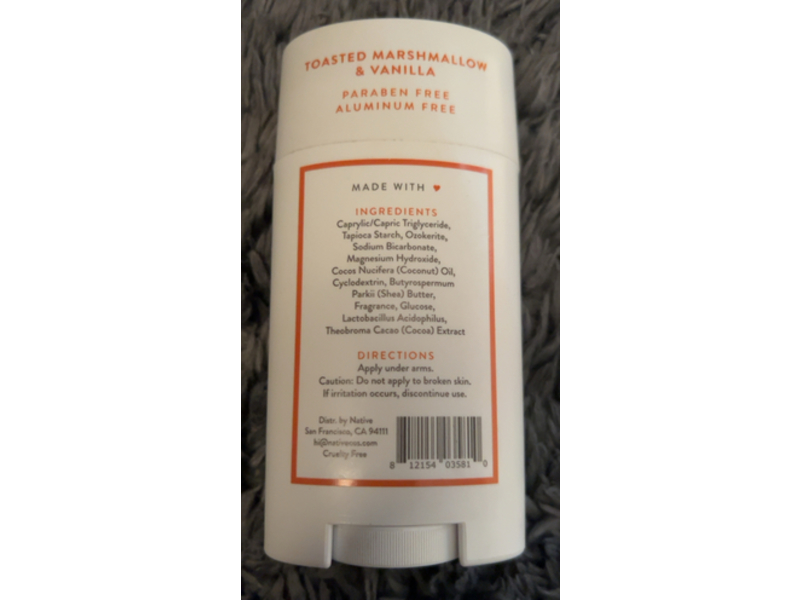 TOASTED MARSHMALLOW
& VANILLA
PARABEN FREE
ALUMINUM FREE
MADE WITH ♥
INGREDIENTS
Caprylic/Capric Triglyceride,
Tapioca Starch, Ozokerite,
Sodium Bicarbonate,
Magnesium Hydroxide,
Cocos Nucifera (Coconut) Oil,
Cyclodextrin, Butyrospermum
Parkii (Shea) Butter,
Fragrance, Glucose,
Lactobacillus Acidophilus,
Theobroma Cacao (Cocoa) Extract
DIRECTIONS
Apply under arms.
Caution: Do not apply to broken skin.
If irritation occurs, discontinue use.
Distr. by Native
San Francisco, CA 94111
hi@nativecos.com
Cruelty Free
8 12154 03581 0